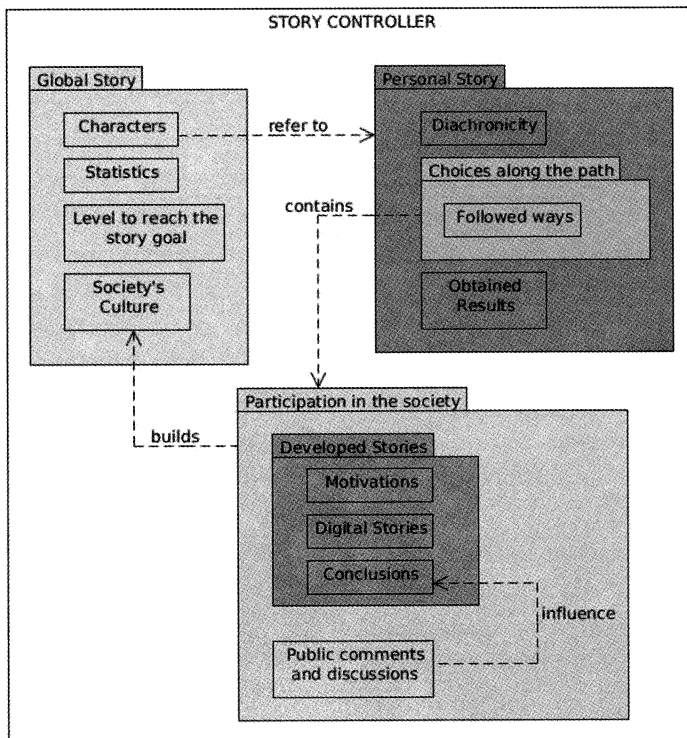 STORY CONTROLLER
Global Story
Characters
Statistics
Level to reach the
story goal
Society's
Culture
refer to
Personal Story
Diachronicity
Choices along the path
Followed ways
Obtained
Results
contains
Participation in the society
builds
Developed Stories
Motivations
Digital Stories
Conclusions
influence
Public comments
and discussions